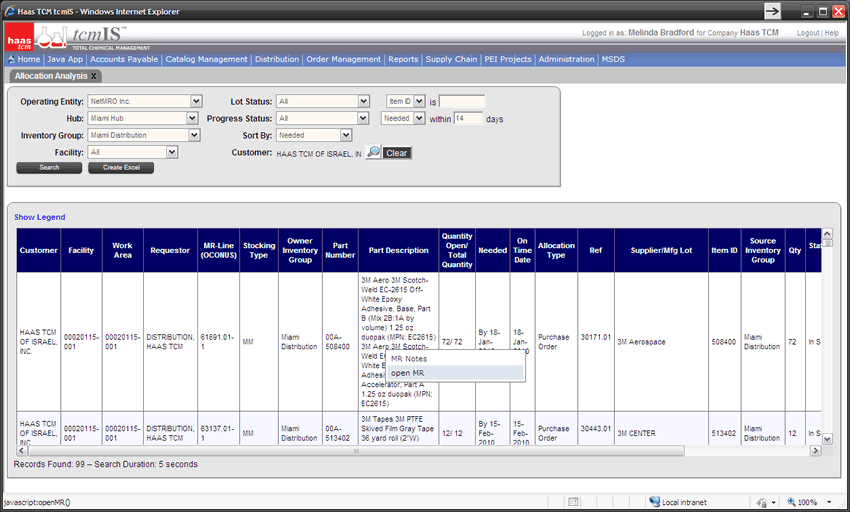 Haas TCM tcmIS - Windows Internet Explorer
haas tcm
tcmIS™
TOTAL CHEMICAL MANAGEMENT
Logged in as: Melinda Bradford for Company Haas TCM
Logout | Help
Home | Java App | Accounts Payable | Catalog Management | Distribution | Order Management | Reports | Supply Chain | PEI Projects | Administration | MSDS
Allocation Analysis x
Operating Entity: NetMRO Inc. Lot Status: All Item ID is
Hub: Miami Hub Progress Status: All Needed within 14 days
Inventory Group: Miami Distribution Sort By: Needed
Facility: All Customer: HAAS TCM OF ISRAEL, IN Clear
Search Create Excel
Show Legend
Customer
Facility
Work
Area
Requestor
MR-Line
(OCONUS)
Stocking
Type
Owner
Inventory
Group
Part
Number
Part Description
Quantity
Open/
Total
Quantity
Needed
On
Time
Date
Allocation
Type
Ref
Supplier/Mfg Lot
Item ID
Source
Inventory
Group
Qty
Stat
HAAS TCM
OF ISRAEL,
INC.
00020115-
001
00020115-
001
DISTRIBUTION,
HAAS TCM
61691.01-
1
MM
Miami
Distribution
00A-
508400
3M Aero 3M Scotch-
Weld EC-2615 Off-
White Epoxy
Adhesive, Base, Part
B (Mix 2B:1A by
volume) 1.25 oz
duopak (MPN: EC2615)
3M Aero 3M Scotch-
Weld E
White E
Adhesi
Accelerator, Part A
1.25 oz duopak (MPN:
EC2615)
72/ 72
By 18-
Jan-
18-
Jan-
Purchase
Order
30171.01
3M Aerospace
508400
Miami
Distribution
72
In S
MR Notes
open MR
HAAS TCM
OF ISRAEL,
INC.
00020115-
001
00020115-
001
DISTRIBUTION,
HAAS TCM
63137.01-
1
MM
Miami
Distribution
00A-
513402
3M Tapes 3M PTFE
Skived Film Gray Tape
36 yard roll (2"W)
12/ 12
By 15-
Feb-
2010
15-
Feb-
2010
Purchase
Order
30443.01
3M CENTER
513402
Miami
Distribution
12
In S
Records Found: 99 -- Search Duration: 5 seconds
javascript:openMR()
Local intranet
100%